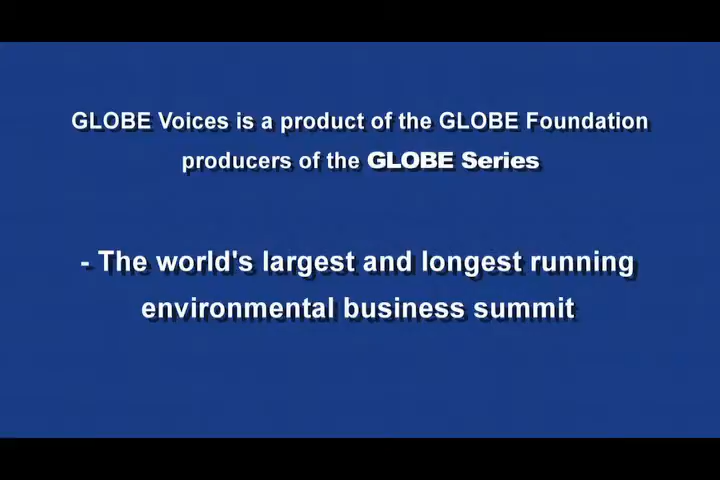 GLOBE Voices is a product of the GLOBE Foundation
producers of the GLOBE Series
- The world's largest and longest running
environmental business summit